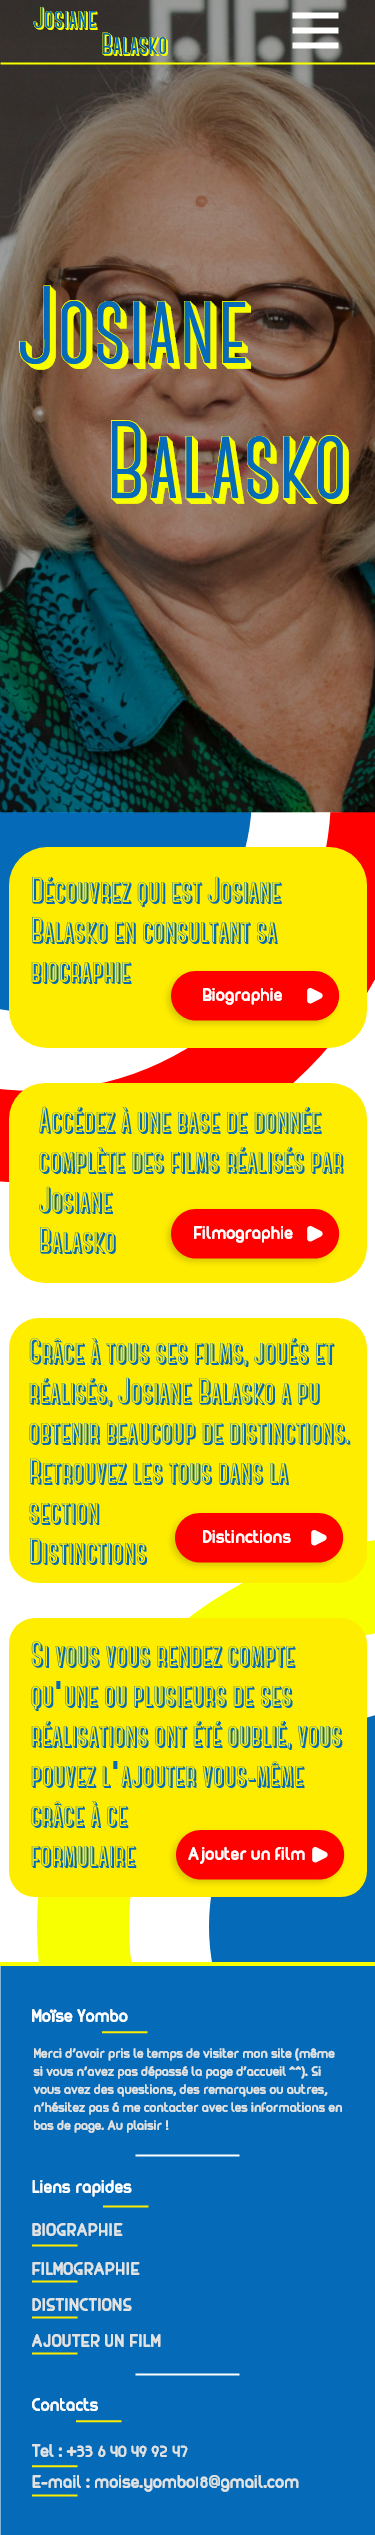 Josiane
Balasko
Josiane
Balasko
Découvrez qui est Josiane
Balasko en consultant sa
biographie
Biographie
Accédez à une base de donnée
complète des films réalisés par
Josiane
Balasko
Filmographie
Grâce à tous ses films, joués et
réalisés, Josiane Balasko a pu
obtenir beaucoup de distinctions.
Retrouvez les tous dans la
section
Distinctions
Distinctions
Si vous vous rendez compte
qu'une ou plusieurs de ses
réalisations ont été oublié, vous
pouvez l'ajouter vous-même
grâce à ce
formulaire
Ajouter un film
Moïse Yombo
Merci d'avoir pris le temps de visiter mon site (même
si vous n'avez pas dépassé la page d'accueil ^^). Si
vous avez des questions, des remarques ou autres,
n'hésitez pas á me contacter avec les informations en
bas de page. Au plaisir !
Liens rapides
BIOGRAPHIE
FILMOGRAPHIE
DISTINCTIONS
AJOUTER UN FILM
Contacts
Tel : +33 6 40 49 92 47
E-mail : moise.yombo18@gmail.com